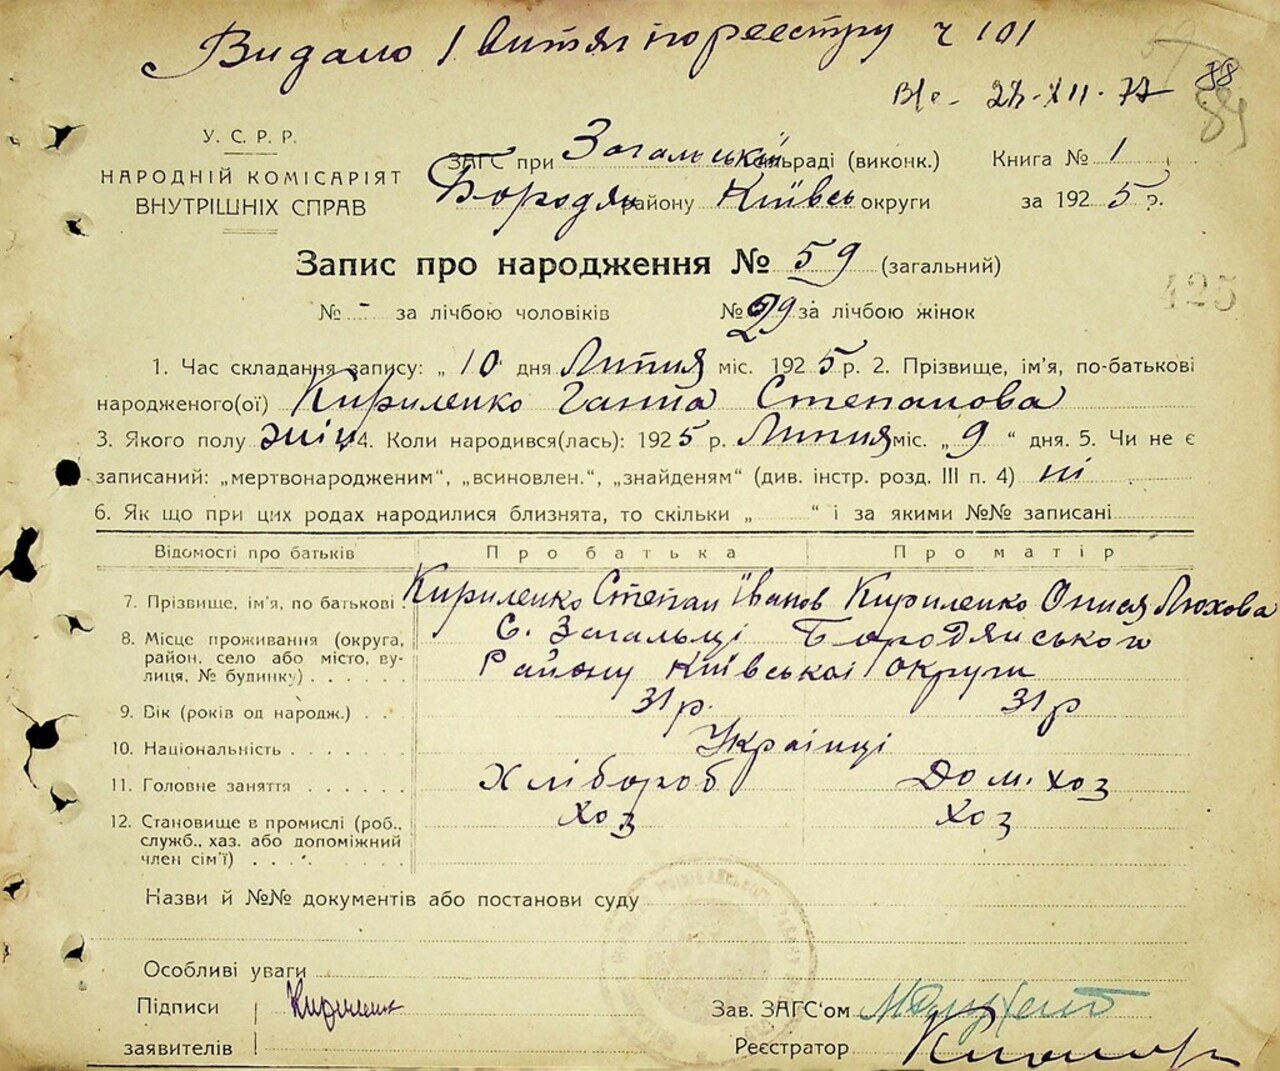 Видано 1 витяг по реестру ч 101
28-XII-77
88
89
У. С. Р. Р.
НАРОДНІЙ КОМІСАРІЯТ
ВНУТРІШНІХ СПРАВ
ЗАГС при Загальській сільраді (виконк.) Книга № 1
Бородян району Київсь округи за 1925 р.
Запис про народження № 59 (загальний)
125
№ - за лічбою чоловіків № 29 за лічбою жінок
1. Час складання запису: „10" дня Липня міс. 1925 р. 2. Прізвище, ім'я, по-батькові
народженого(ої) Кириленко Ганна Степанова
3. Якого полу жіц 4. Коли народився(лась): 1925 р. Липня міс. „9" дня. 5. Чи не є
записаний: „мертвонародженим", „всиновлен.", „знайденям" (див. інстр. розд. III п. 4) ні
6. Як що при цих родах народилися близнята, то скільки „ " і за якими №№ записані
Відомості про батьків Про батька Про матір
7. Прізвище, ім'я, по батькові Кириленко Степан Іванов Кириленко Онися Люхова
8. Місце проживання (округа, с. Загальці Бородянського
район, село або місто, ву- Району Київської округи
лиця, № будинку)
9. Вік (років од народж.) 31 р. 31 р
10. Національність Українці
11. Головне заняття Хлібороб Дом. хоз
12. Становище в промислі (роб., хоз хоз
служб., хаз. або допоміжний
член сім'ї)
Назви й №№ документів або постанови суду
Особливі уваги
Підписи
заявителів
Зав. ЗАГС'ом
Реєстратор